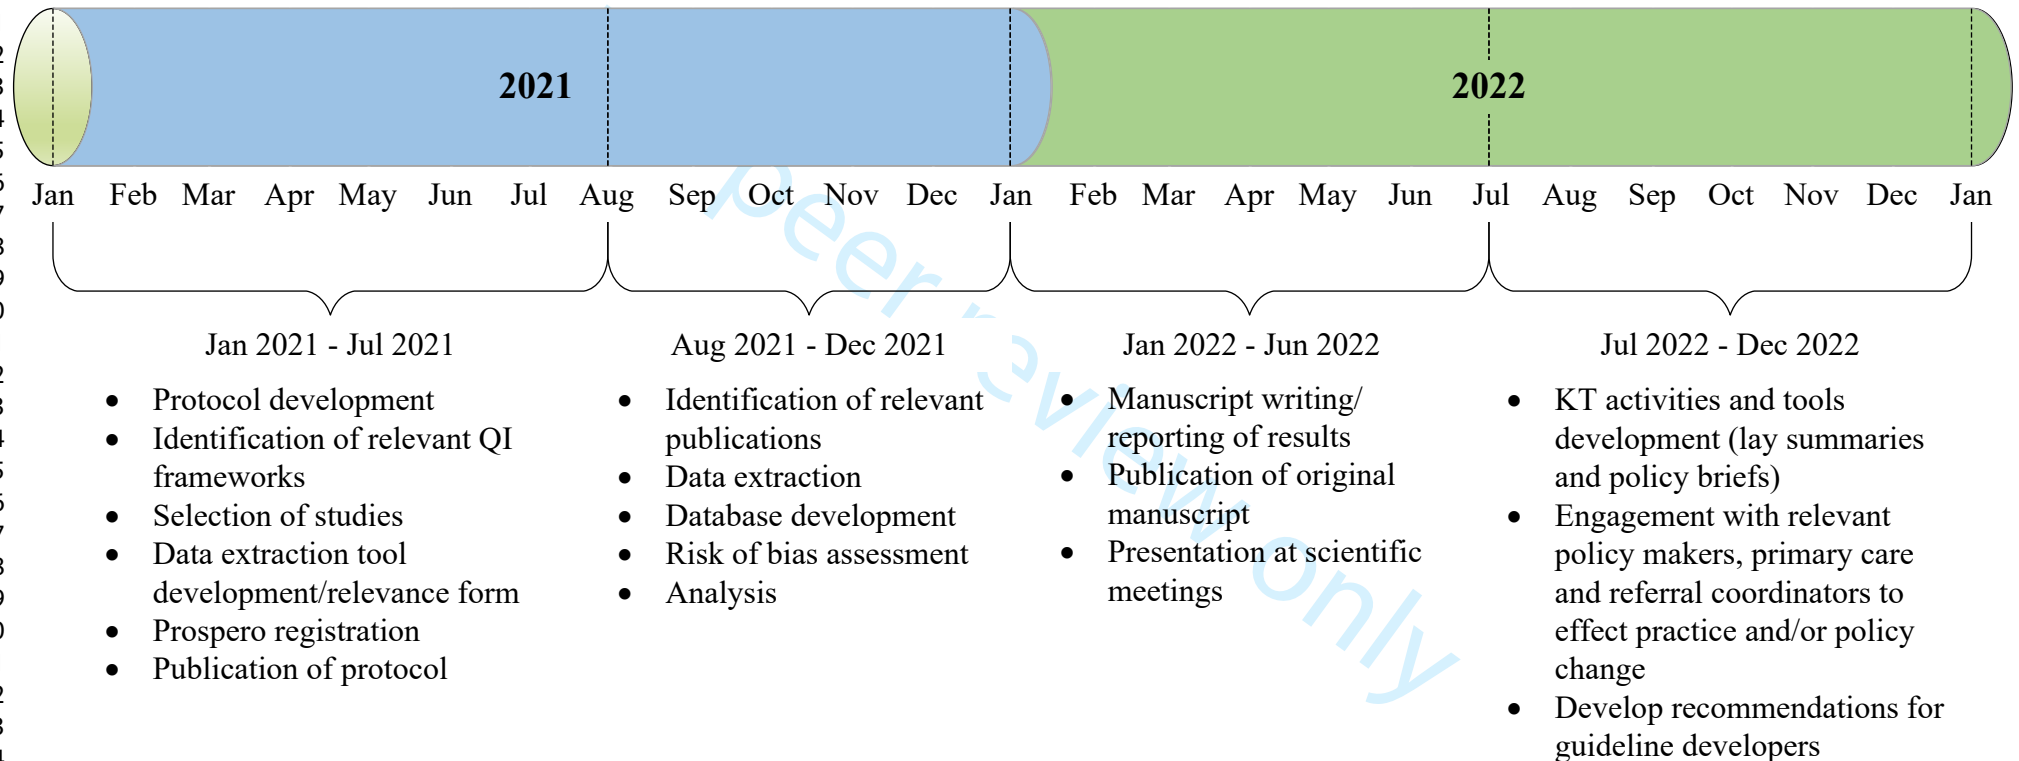 2021
2022
Jan Feb Mar Apr May Jun Jul Aug Sep Oct Nov Dec Jan Feb Mar Apr May Jun Jul Aug Sep Oct Nov Dec Jan
Jan 2021 - Jul 2021
• Protocol development
• Identification of relevant QI
frameworks
• Selection of studies
• Data extraction tool
development/relevance form
• Prospero registration
• Publication of protocol
Aug 2021 - Dec 2021
• Identification of relevant
publications
• Data extraction
• Database development
• Risk of bias assessment
• Analysis
Jan 2022 - Jun 2022
• Manuscript writing/
reporting of results
• Publication of original
manuscript
• Presentation at scientific
meetings
Jul 2022 - Dec 2022
• KT activities and tools
development (lay summaries
and policy briefs)
• Engagement with relevant
policy makers, primary care
and referral coordinators to
effect practice and/or policy
change
• Develop recommendations for
guideline developers
peer review only